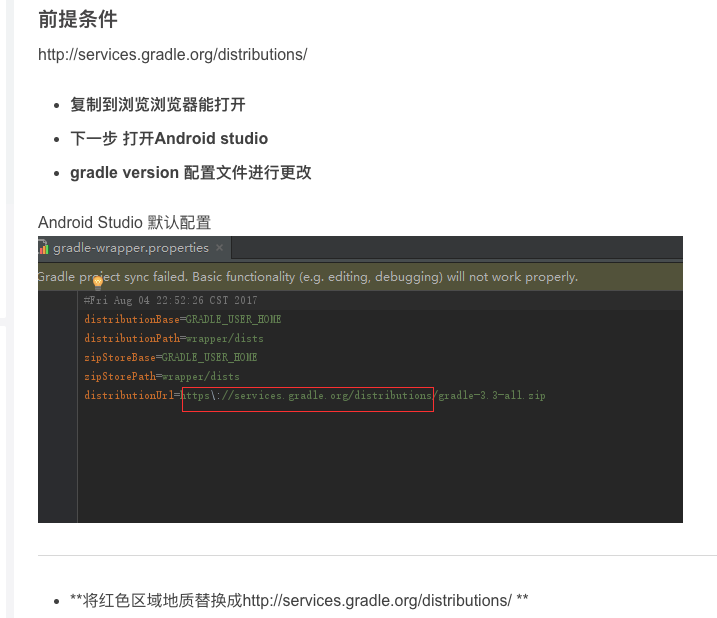 前提条件
http://services.gradle.org/distributions/
复制到浏览浏览器能打开
下一步 打开Android studio
gradle version 配置文件进行更改
Android Studio 默认配置
gradle-wrapper.properties ×
Gradle project sync failed. Basic functionality (e.g. editing, debugging) will not work properly.
#Fri Aug 04 22:52:26 CST 2017
distributionBase=GRADLE_USER_HOME
distributionPath=wrapper/dists
zipStoreBase=GRADLE_USER_HOME
zipStorePath=wrapper/dists
distributionUrl=https\://services.gradle.org/distributions/gradle-3.3-all.zip
**将红色区域地质替换成http://services.gradle.org/distributions/ **